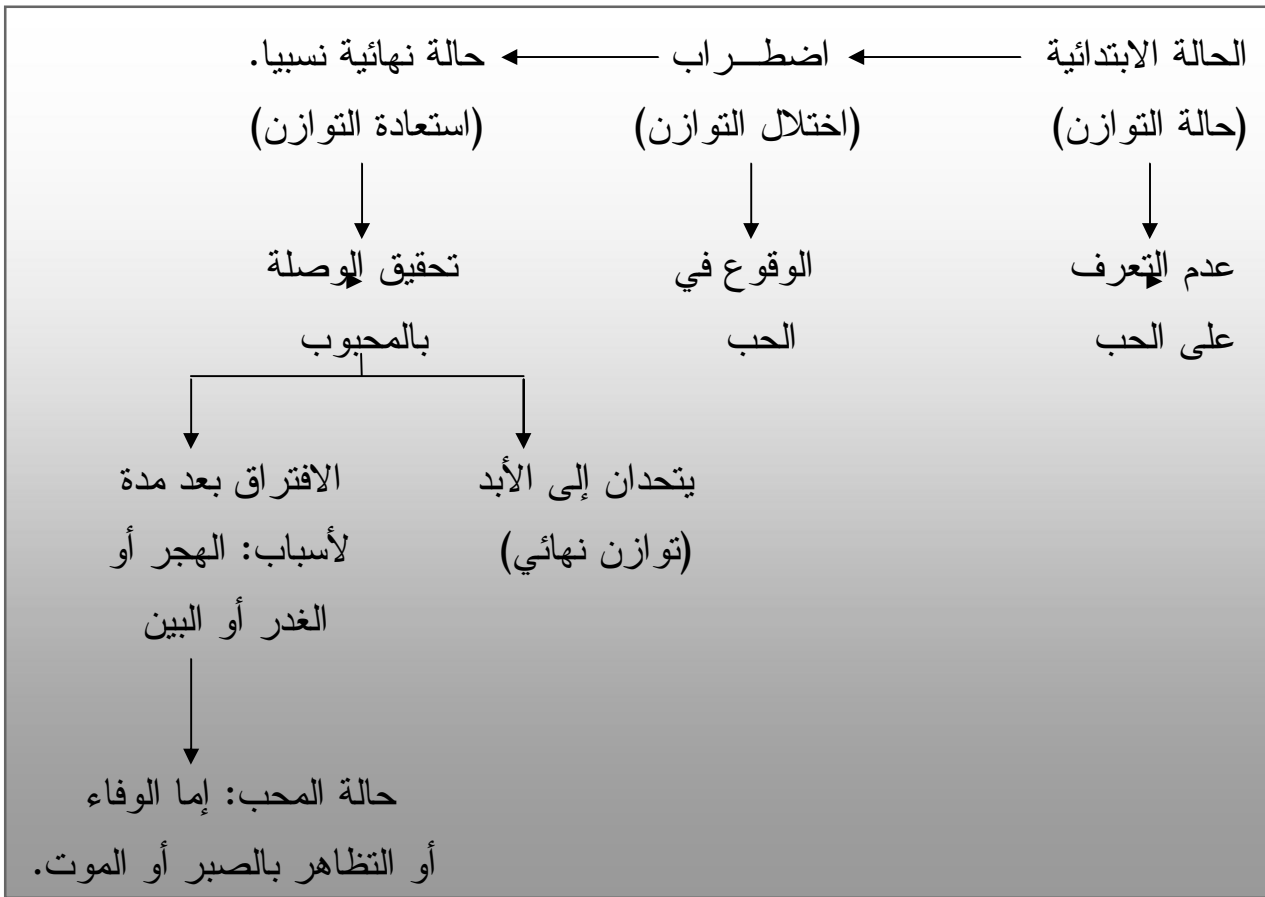 الحالة الابتدائية اضطـــراب حالة نهائية نسبيا.
(حالة التوازن) (اختلال التوازن) (استعادة التوازن)
عدم التعرف الوقوع في تحقيق الوصلة
على الحب الحب بالمحبوب
يتحدان إلى الأبد الافتراق بعد مدة
(توازن نهائي) لأسباب: الهجر أو
الغدر أو البين
حالة المحب: إما الوفاء
أو التظاهر بالصبر أو الموت.